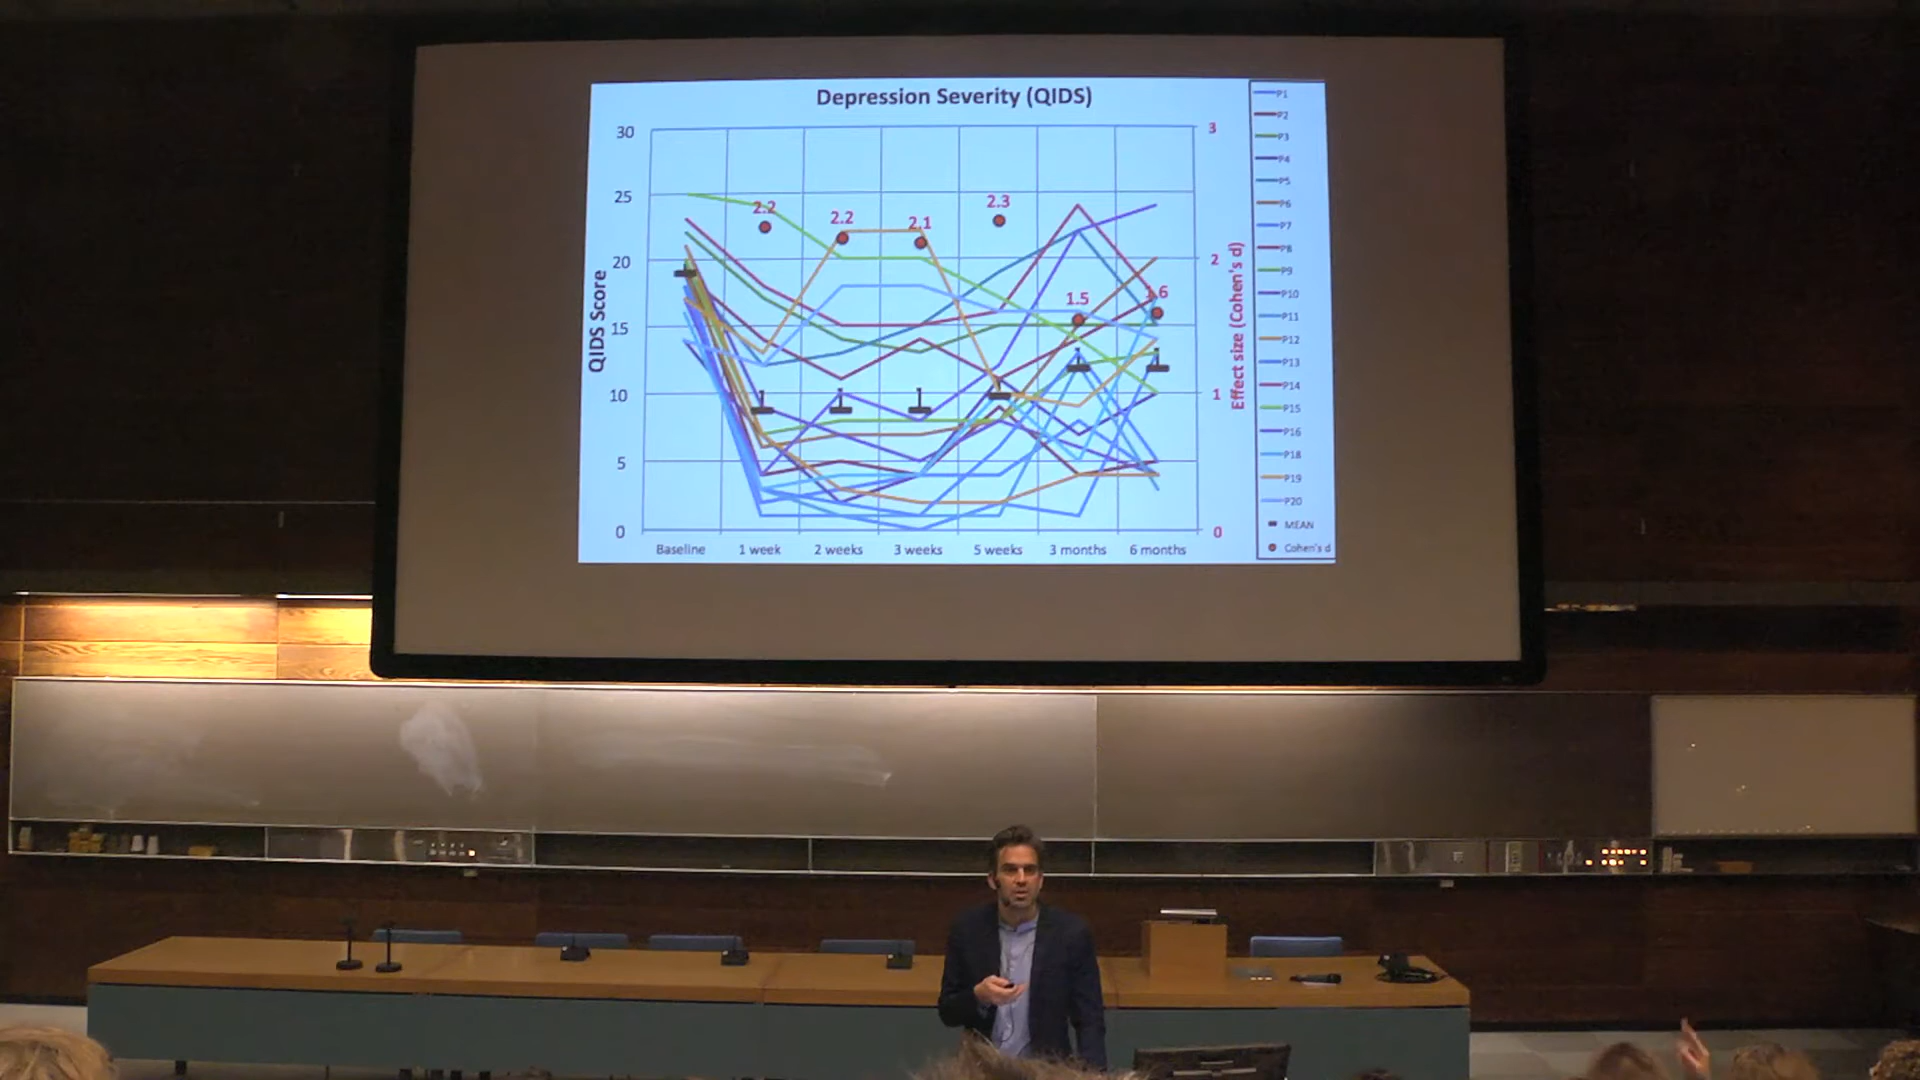 Depression Severity (QIDS)
30
25
20
15
10
5
0
QIDS Score
2.2
2.2
2.1
2.3
1.5
1.6
3
2
1
0
Effect size (Cohen's d)
Baseline
1 week
2 weeks
3 weeks
5 weeks
3 months
6 months
P1
P2
P3
P4
P5
P6
P7
P8
P9
P10
P11
P12
P13
P14
P15
P16
P18
P19
P20
MEAN
Cohen's d